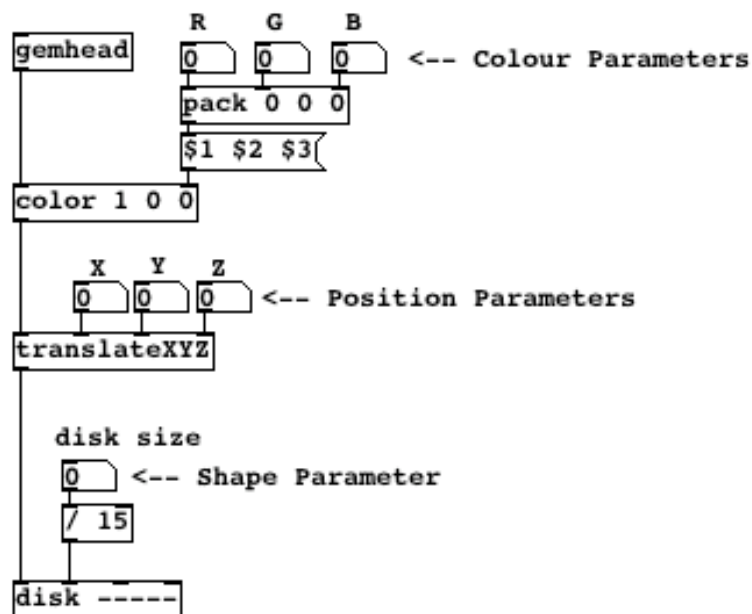 R G B
gemhead
0 0 0 <-- Colour Parameters
pack 0 0 0
$1 $2 $3
color 1 0 0
X Y Z
0 0 0 <-- Position Parameters
translateXYZ
disk size
0 <-- Shape Parameter
/ 15
disk -----